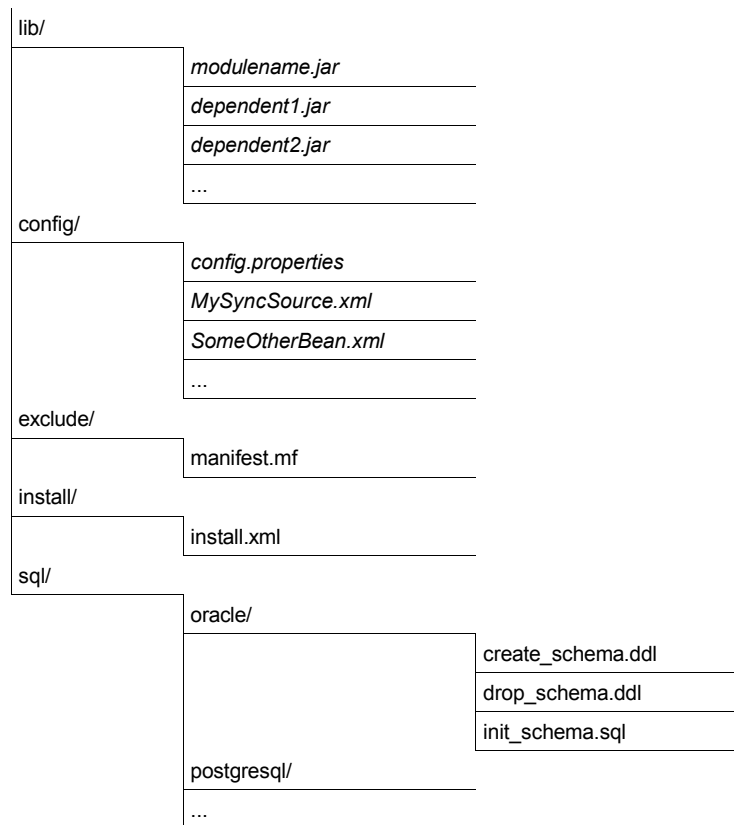 lib/
modulename.jar
dependent1.jar
dependent2.jar
...
config/
config.properties
MySyncSource.xml
SomeOtherBean.xml
...
exclude/
manifest.mf
install/
install.xml
sql/
oracle/
create_schema.ddl
drop_schema.ddl
init_schema.sql
postgresql/
...